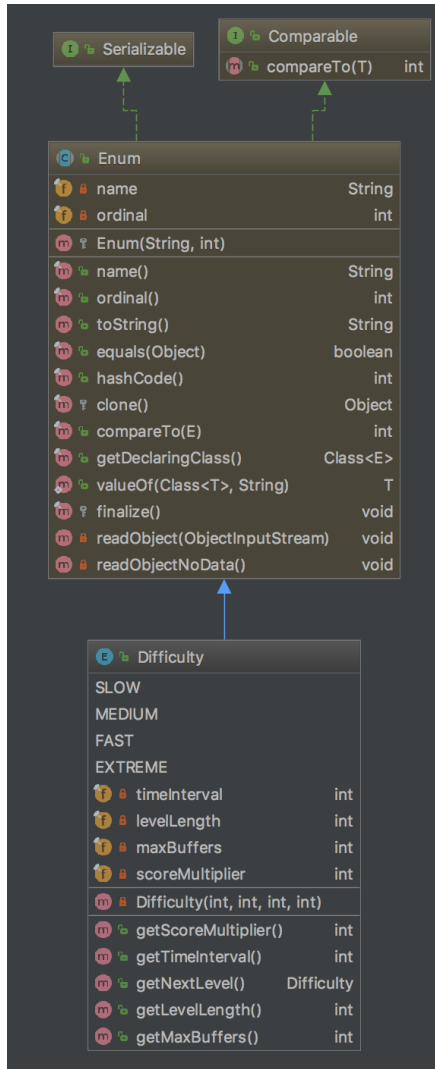 Serializable
Comparable
compareTo(T) int
Enum
name String
ordinal int
Enum(String, int)
name() String
ordinal() int
toString() String
equals(Object) boolean
hashCode() int
clone() Object
compareTo(E) int
getDeclaringClass() Class<E>
valueOf(Class<T>, String) T
finalize() void
readObject(ObjectInputStream) void
readObjectNoData() void
Difficulty
SLOW
MEDIUM
FAST
EXTREME
timeInterval int
levelLength int
maxBuffers int
scoreMultiplier int
Difficulty(int, int, int, int)
getScoreMultiplier() int
getTimeInterval() int
getNextLevel() Difficulty
getLevelLength() int
getMaxBuffers() int